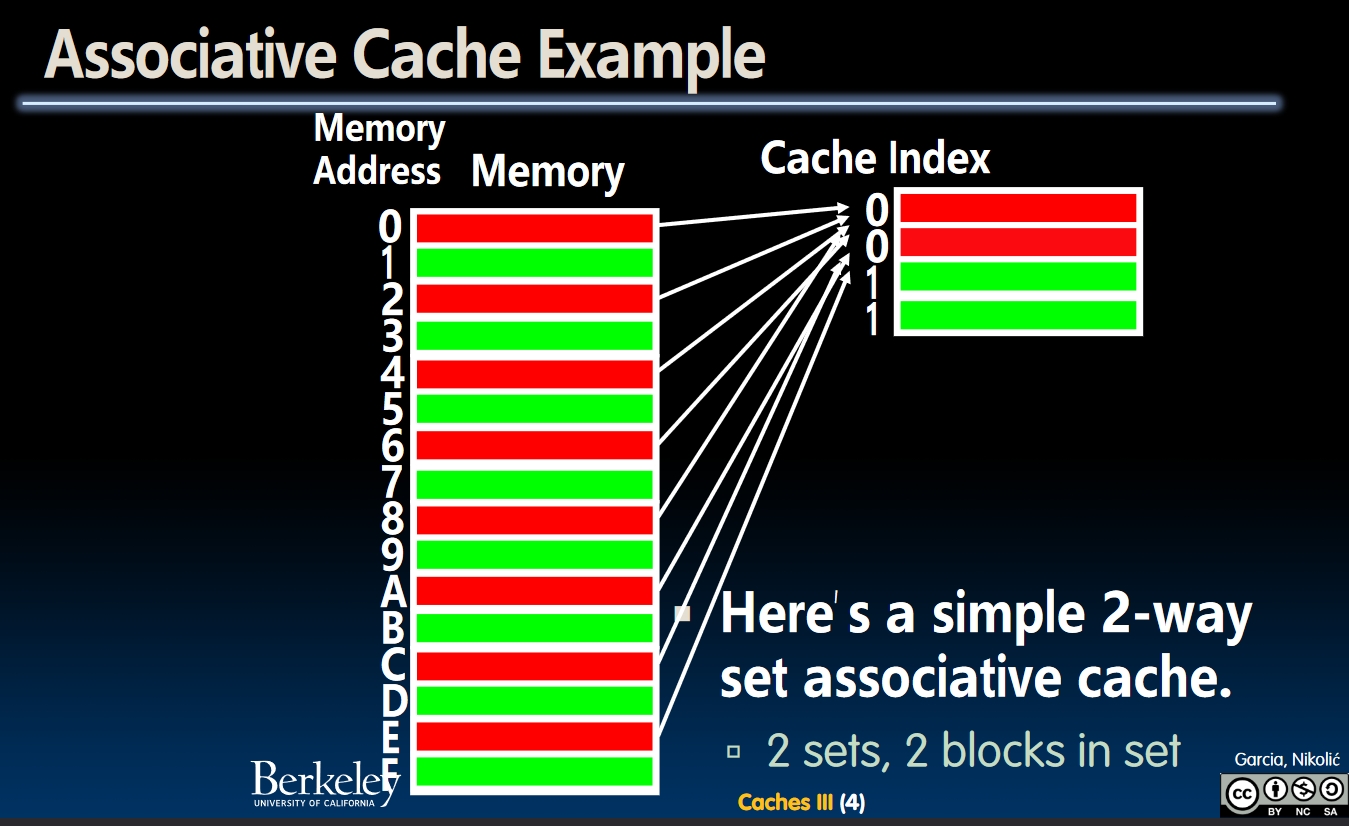 Associative Cache Example
Memory
Address
Memory
Cache Index
0
1
2
3
4
5
6
7
8
9
A
B
C
D
E
F
0
0
1
1
Here's a simple 2-way
set associative cache.
2 sets, 2 blocks in set
Berkeley
UNIVERSITY OF CALIFORNIA
Caches III (4)
Garcia, Nikolić
cc
BY NC SA